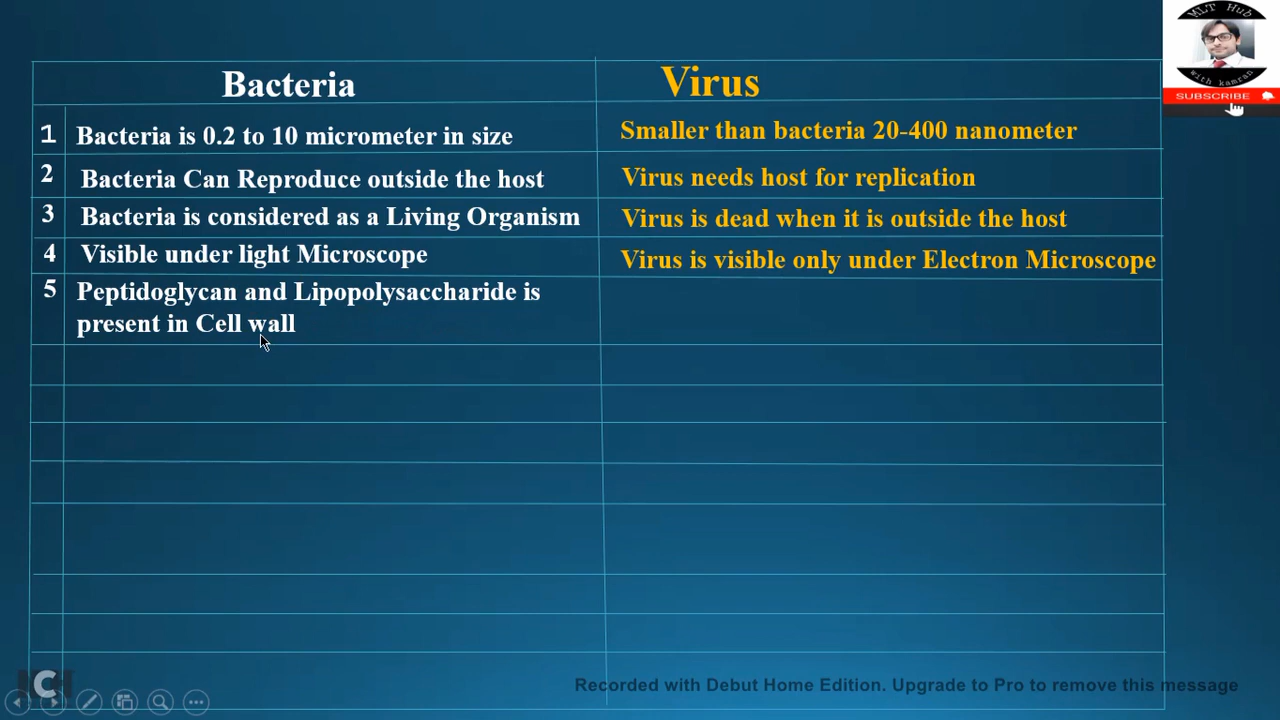 MLT Hub
with kamran
SUBSCRIBE
Bacteria
Virus
1 Bacteria is 0.2 to 10 micrometer in size
Smaller than bacteria 20-400 nanometer
2 Bacteria Can Reproduce outside the host
Virus needs host for replication
3 Bacteria is considered as a Living Organism
Virus is dead when it is outside the host
4 Visible under light Microscope
Virus is visible only under Electron Microscope
5 Peptidoglycan and Lipopolysaccharide is
present in Cell wall
Recorded with Debut Home Edition. Upgrade to Pro to remove this message